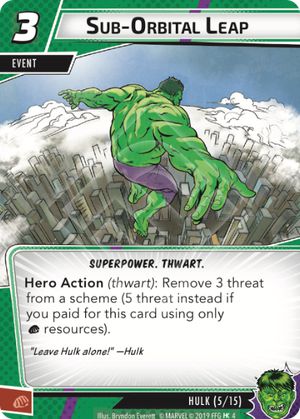 3
SUB-ORBITAL LEAP
EVENT
SUPERPOWER. THWART.
Hero Action (thwart): Remove 3 threat
from a scheme (5 threat instead if
you paid for this card using only
resources).
"Leave Hulk alone!" —Hulk
HULK (5/15)
Illus. Bryndon Everett © MARVEL © 2019 FFG HK 4